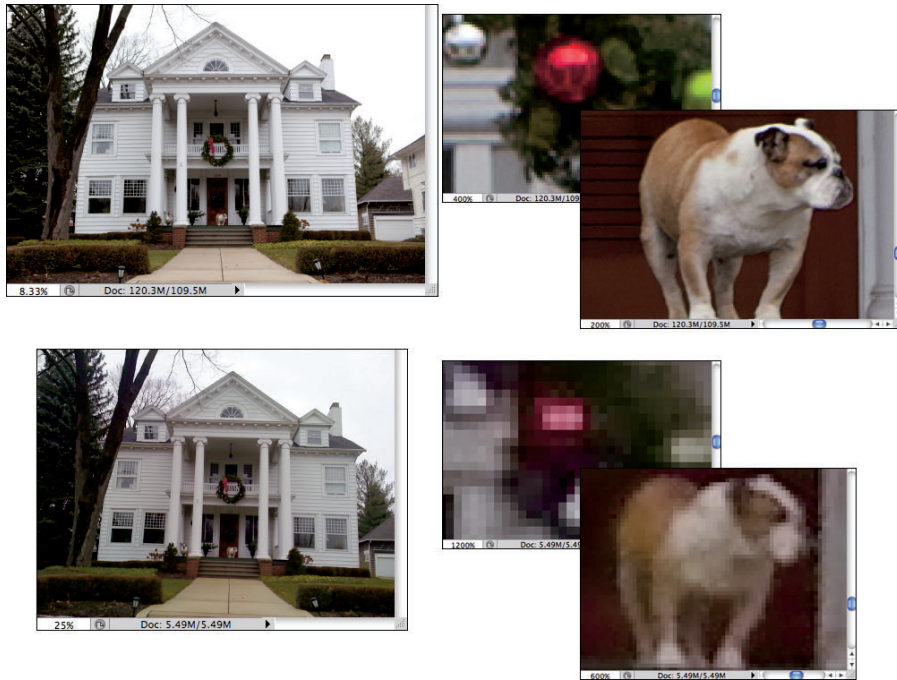 8.33% Doc: 120.3M/109.5M
400% Doc: 120.3M/109
200% Doc: 120.3M/109.5M
25% Doc: 5.49M/5.49M
1200% Doc: 5.49M/5.49
600% Doc: 5.49M/5.49M